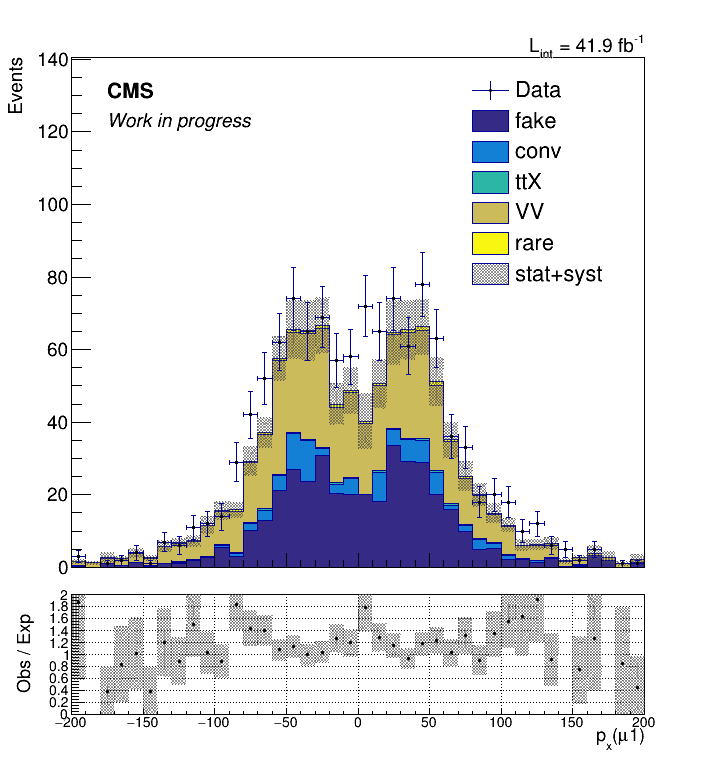 L_int = 41.9 fb^-1
Events
140
120
100
80
60
40
20
0
CMS
Work in progress
Data
fake
conv
ttX
VV
rare
stat+syst
Obs / Exp
2
1.8
1.6
1.4
1.2
1
0.8
0.6
0.4
0.2
0
−200 −150 −100 −50 0 50 100 150 200
p_x(μ1)